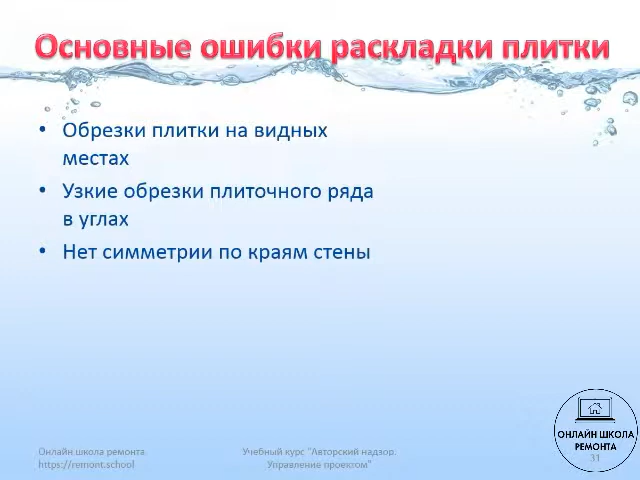 Основные ошибки раскладки плитки
• Обрезки плитки на видных
местах
• Узкие обрезки плиточного ряда
в углах
• Нет симметрии по краям стены
Онлайн школа ремонта
https://remont.school
Учебный курс "Авторский надзор.
Управление проектом"
ОНЛАЙН ШКОЛА
РЕМОНТА
31